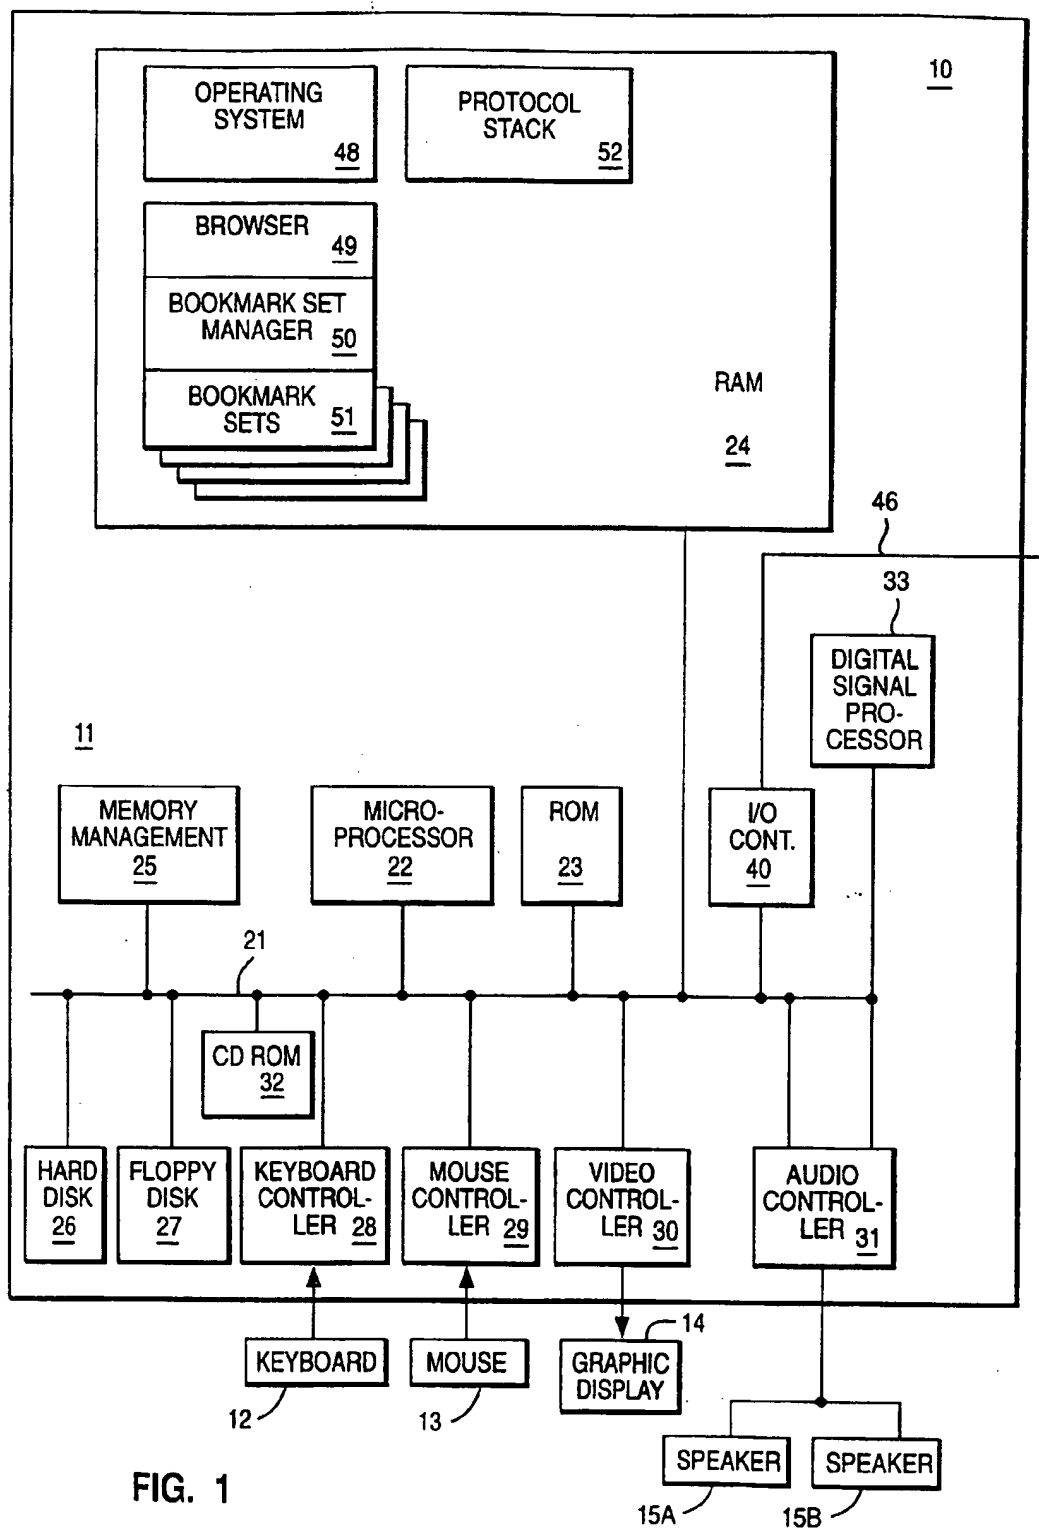 10
OPERATING
SYSTEM
48
PROTOCOL
STACK
52
BROWSER
49
BOOKMARK SET
MANAGER 50
BOOKMARK
SETS 51
RAM
24
46
33
DIGITAL
SIGNAL
PRO-
CESSOR
11
MEMORY
MANAGEMENT
25
MICRO-
PROCESSOR
22
ROM
23
I/O
CONT.
40
21
CD ROM
32
HARD
DISK
26
FLOPPY
DISK
27
KEYBOARD
CONTROL-
LER 28
MOUSE
CONTROL-
LER 29
VIDEO
CONTROL-
LER 30
AUDIO
CONTROL-
LER 31
KEYBOARD
12
MOUSE
13
GRAPHIC
DISPLAY
14
SPEAKER
15A
SPEAKER
15B
FIG. 1